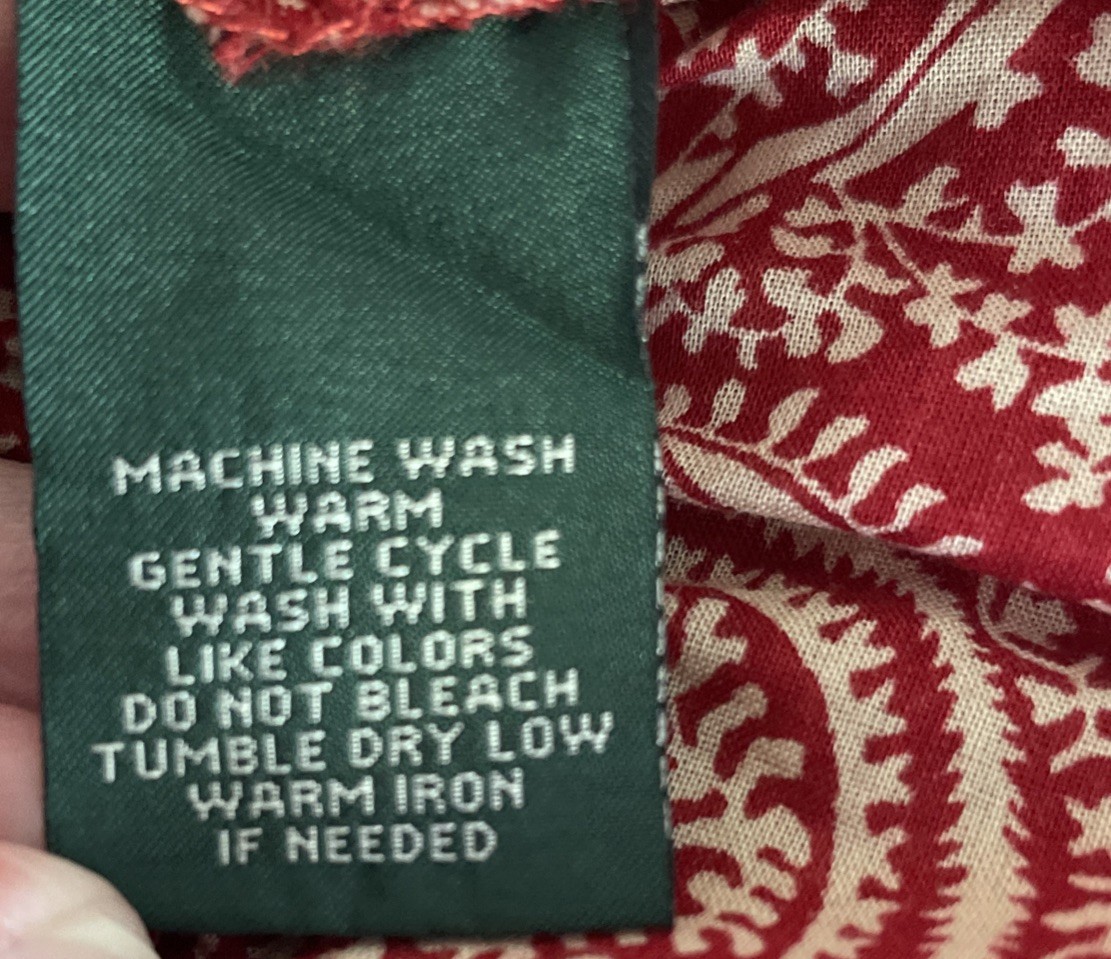 MACHINE WASH
WARM
GENTLE CYCLE
WASH WITH
LIKE COLORS
DO NOT BLEACH
TUMBLE DRY LOW
WARM IRON
IF NEEDED